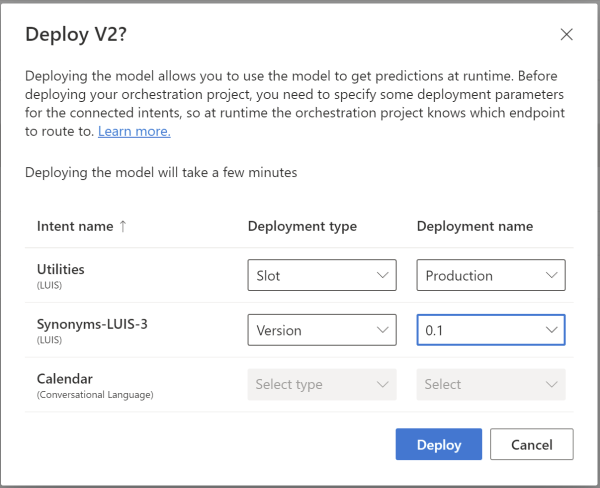 Deploy V2?
Deploying the model allows you to use the model to get predictions at runtime. Before
deploying your orchestration project, you need to specify some deployment parameters
for the connected intents, so at runtime the orchestration project knows which endpoint
to route to. Learn more.
Deploying the model will take a few minutes
Intent name ↑ Deployment type Deployment name
Utilities
(LUIS)
Slot Production
Synonyms-LUIS-3
(LUIS)
Version 0.1
Calendar
(Conversational Language)
Select type Select
Deploy Cancel